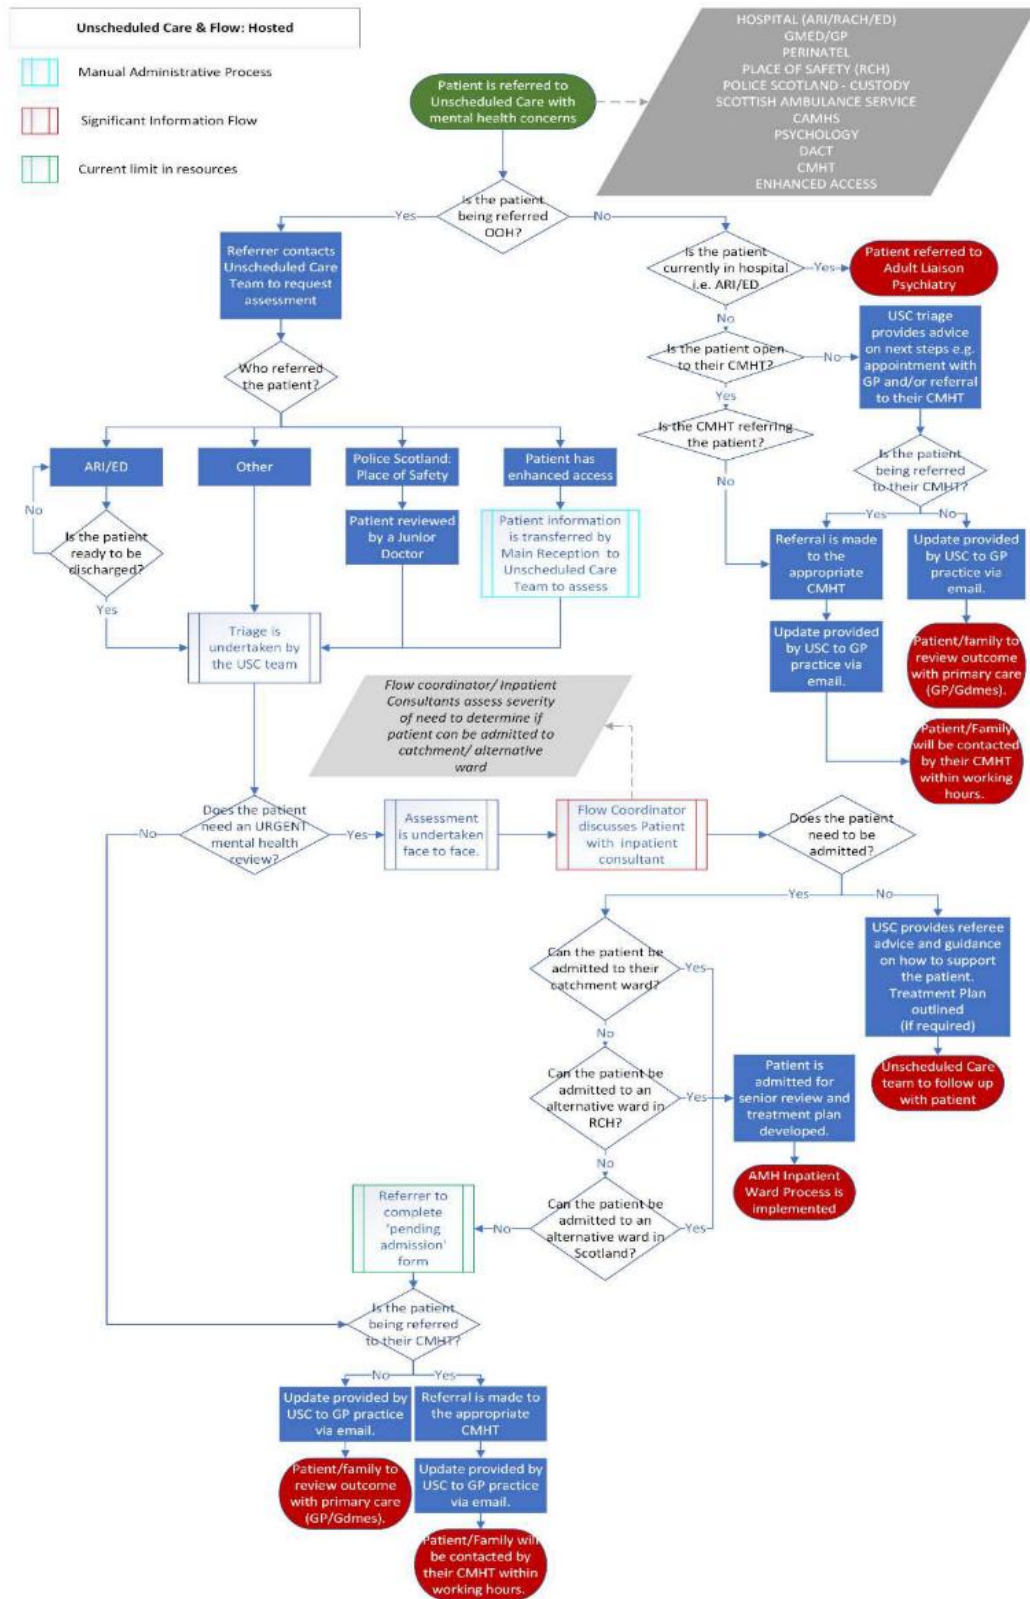 Unscheduled Care & Flow: Hosted
Manual Administrative Process
Significant Information Flow
Current limit in resources
HOSPITAL (ARI/RACH/ED)
GMED/GP
PERINATEL
PLACE OF SAFETY (RCH)
POLICE SCOTLAND - CUSTODY
SCOTTISH AMBULANCE SERVICE
CAMHS
PSYCHOLOGY
DACT
CMHT
ENHANCED ACCESS
Patient is referred to
Unscheduled Care with
mental health concerns
Is the patient
being referred
OOH?
Yes
No
Referrer contacts
Unscheduled Care
Team to request
assessment
Is the patient
currently in hospital
i.e. ARI/ED
Yes
Patient referred to
Adult Liaison
Psychiatry
No
Is the patient open
to their CMHT?
No
USC triage
provides advice
on next steps e.g.
appointment with
GP and/or referral
to their CMHT
Yes
Who referred
the patient?
Is the CMHT referring
the patient?
No
Is the patient
being referred
to their CMHT?
Yes
No
ARI/ED
Other
Police Scotland:
Place of Safety
Patient has
enhanced access
No
Is the patient
ready to be
discharged?
Yes
Patient reviewed
by a Junior
Doctor
Patient information
is transferred by
Main Reception to
Unscheduled Care
Team to assess
Referral is made
to the
appropriate
CMHT
Update provided
by USC to GP
practice via
email.
Triage is
undertaken by
the USC team
Update provided
by USC to GP
practice via
email.
Patient/family to
review outcome
with primary care
(GP/Gdmes).
Patient/Family
will be contacted
by their CMHT
within working
hours.
Flow coordinator/ Inpatient
Consultants assess severity
of need to determine if
patient can be admitted to
catchment/ alternative
ward
Does the patient
need an URGENT
mental health
review?
No
Yes
Assessment
is undertaken
face to face.
Flow Coordinator
discusses Patient
with inpatient
consultant
Does the patient
need to be
admitted?
Yes
No
Can the patient be
admitted to their
catchment ward?
Yes
No
USC provides referee
advice and guidance
on how to support
the patient.
Treatment Plan
outlined
(if required)
Unscheduled Care
team to follow up
with patient
Can the patient be
admitted to an
alternative ward in
RCH?
Yes
No
Patient is
admitted for
senior review and
treatment plan
developed.
AMH Inpatient
Ward Process is
implemented
Can the patient be
admitted to an
alternative ward in
Scotland?
Yes
No
Referrer to
complete
'pending
admission'
form
Is the patient
being referred
to their CMHT?
No
Yes
Update provided by
USC to GP practice
via email.
Referral is made to
the appropriate
CMHT
Patient/family to
review outcome
with primary care
(GP/Gdmes).
Update provided by
USC to GP practice
via email.
Patient/Family will
be contacted by
their CMHT within
working hours.